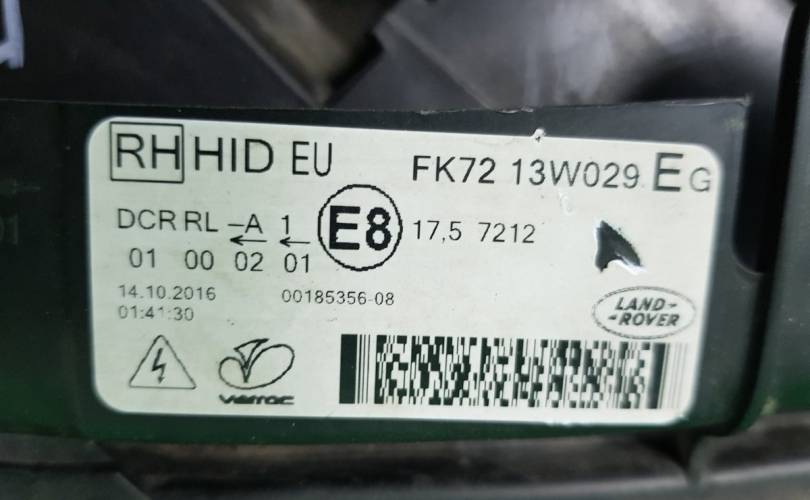 RH HID EU FK72 13W029 EG
DCR RL -A 1 E8 17,5 7212
01 00 02 01
14.10.2016 00185356-08
01:41:30
LAND-
-ROVER
varroc